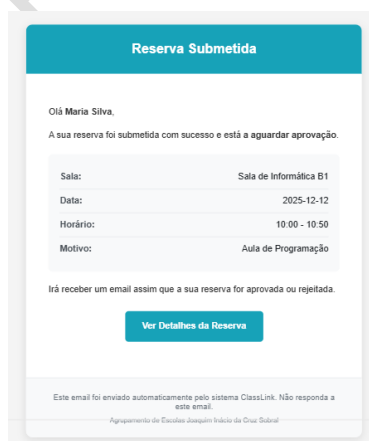 Reserva Submetida
Olá Maria Silva,
A sua reserva foi submetida com sucesso e está a aguardar aprovação.
Sala: Sala de Informática B1
Data: 2025-12-12
Horário: 10:00 - 10:50
Motivo: Aula de Programação
Irá receber um email assim que a sua reserva for aprovada ou rejeitada.
Ver Detalhes da Reserva
Este email foi enviado automaticamente pelo sistema ClassLink. Não responda a
este email.
Agrupamento de Escolas Joaquim Inácio da Cruz Sobral